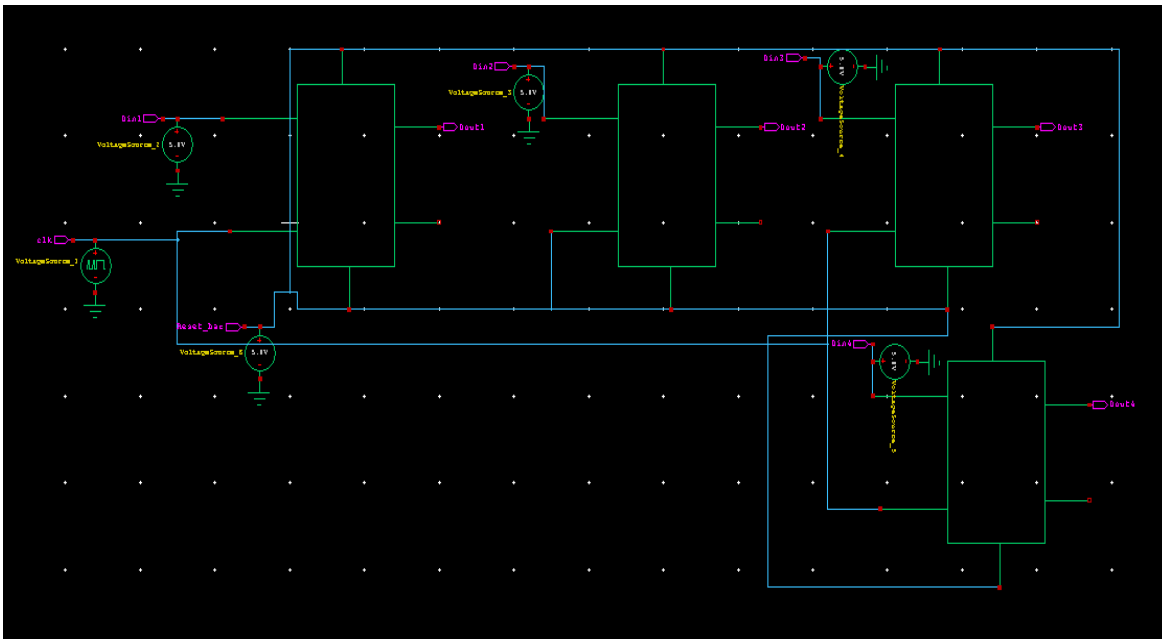 Din3
5.0V
VoltageSource_4
Din2
VoltageSource_3
5.0V
Din1
Dout1
Dout2
Dout3
VoltageSource_2
5.0V
clk
VoltageSource_1
Reset_bar
VoltageSource_6
5.0V
Din4
5.0V
VoltageSource_5
Dout4